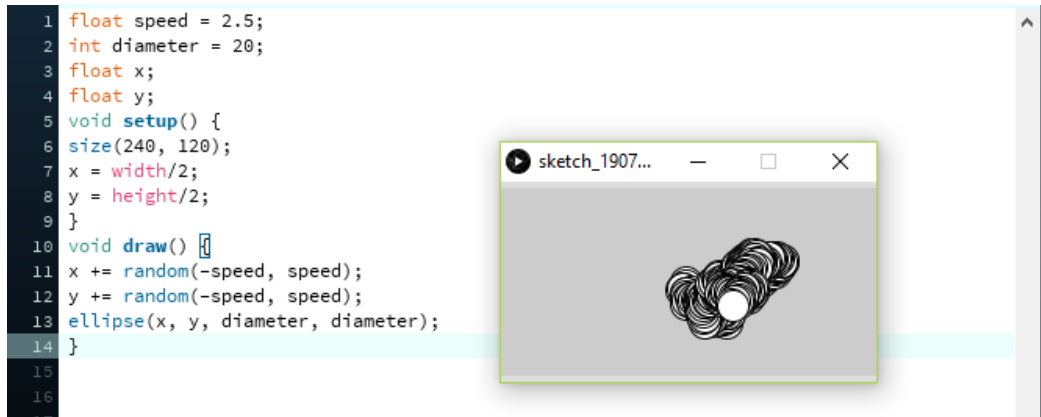 1 float speed = 2.5;
2 int diameter = 20;
3 float x;
4 float y;
5 void setup() {
6 size(240, 120);
7 x = width/2;
8 y = height/2;
9 }
10 void draw() {
11 x += random(-speed, speed);
12 y += random(-speed, speed);
13 ellipse(x, y, diameter, diameter);
14 }
15
16
sketch_1907...